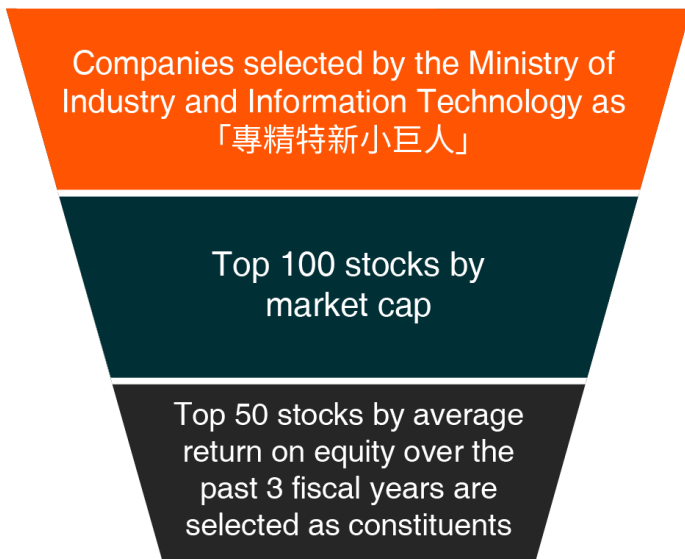 Companies selected by the Ministry of
Industry and Information Technology as
「專精特新小巨人」
Top 100 stocks by
market cap
Top 50 stocks by average
return on equity over the
past 3 fiscal years are
selected as constituents